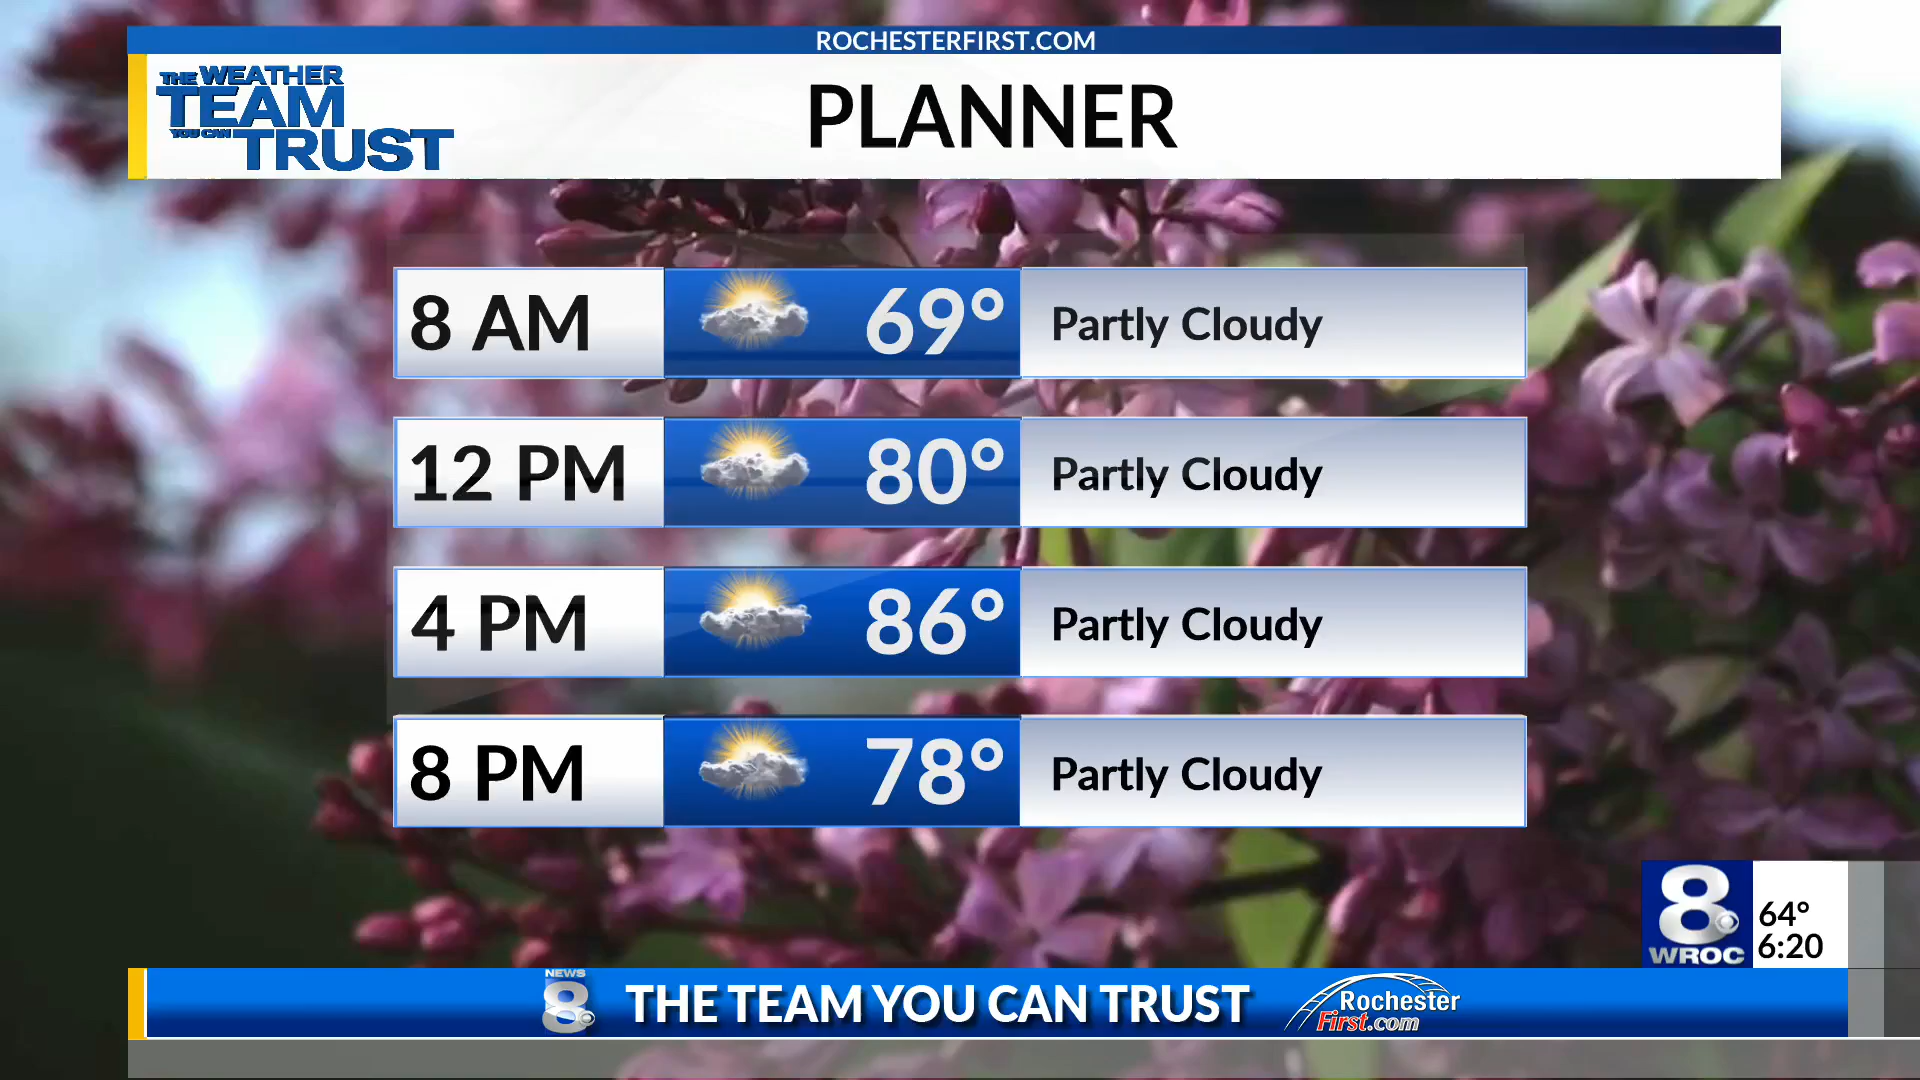 ROCHESTERFIRST.COM
THE WEATHER
TEAM
YOU CAN TRUST
PLANNER
8 AM 69° Partly Cloudy
12 PM 80° Partly Cloudy
4 PM 86° Partly Cloudy
8 PM 78° Partly Cloudy
8
WROC
64°
6:20
NEWS
8
THE TEAM YOU CAN TRUST
Rochester
First.com